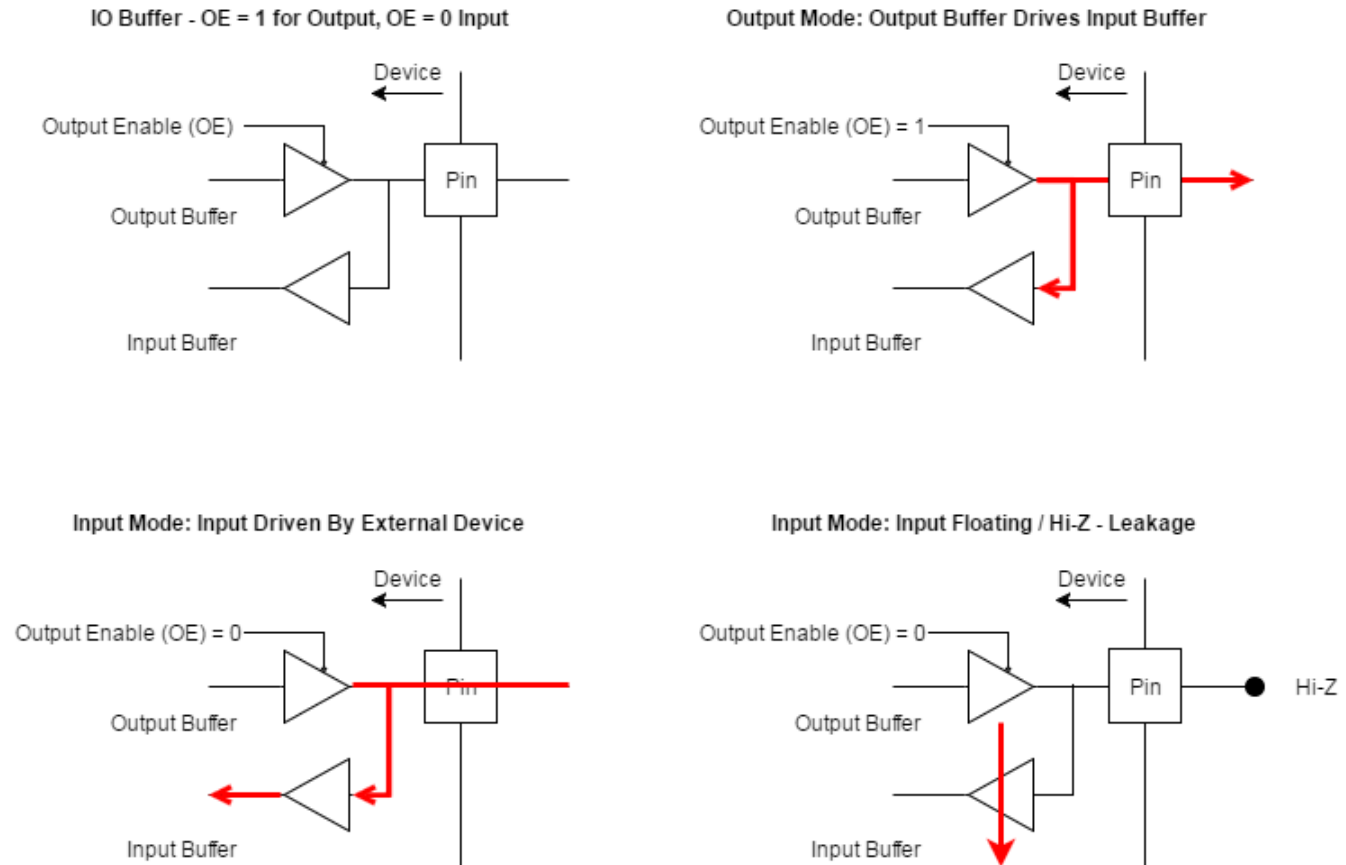 IO Buffer - OE = 1 for Output, OE = 0 Input
Device
Output Enable (OE)
Pin
Output Buffer
Input Buffer
Output Mode: Output Buffer Drives Input Buffer
Device
Output Enable (OE) = 1
Pin
Output Buffer
Input Buffer
Input Mode: Input Driven By External Device
Device
Output Enable (OE) = 0
Pin
Output Buffer
Input Buffer
Input Mode: Input Floating / Hi-Z - Leakage
Device
Output Enable (OE) = 0
Pin
Hi-Z
Output Buffer
Input Buffer